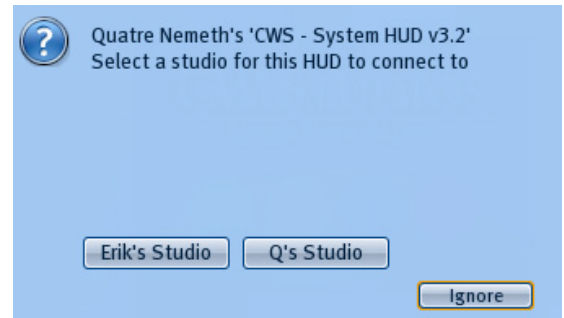 Quatre Nemeth's 'CWS - System HUD v3.2'
Select a studio for this HUD to connect to
Erik's Studio Q's Studio
Ignore